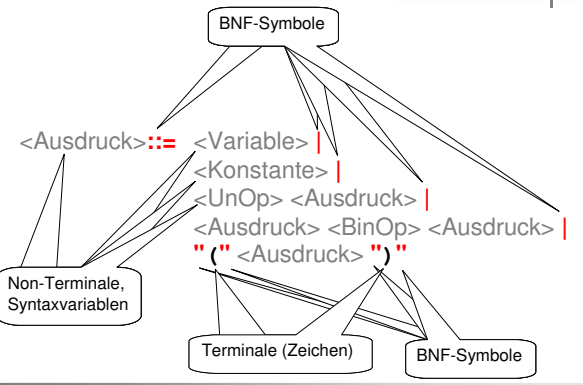 BNF-Symbole
<Ausdruck>::= <Variable> |
<Konstante> |
<UnOp> <Ausdruck> |
<Ausdruck> <BinOp> <Ausdruck> |
"(" <Ausdruck> ")"
Non-Terminale,
Syntaxvariablen
Terminale (Zeichen)
BNF-Symbole